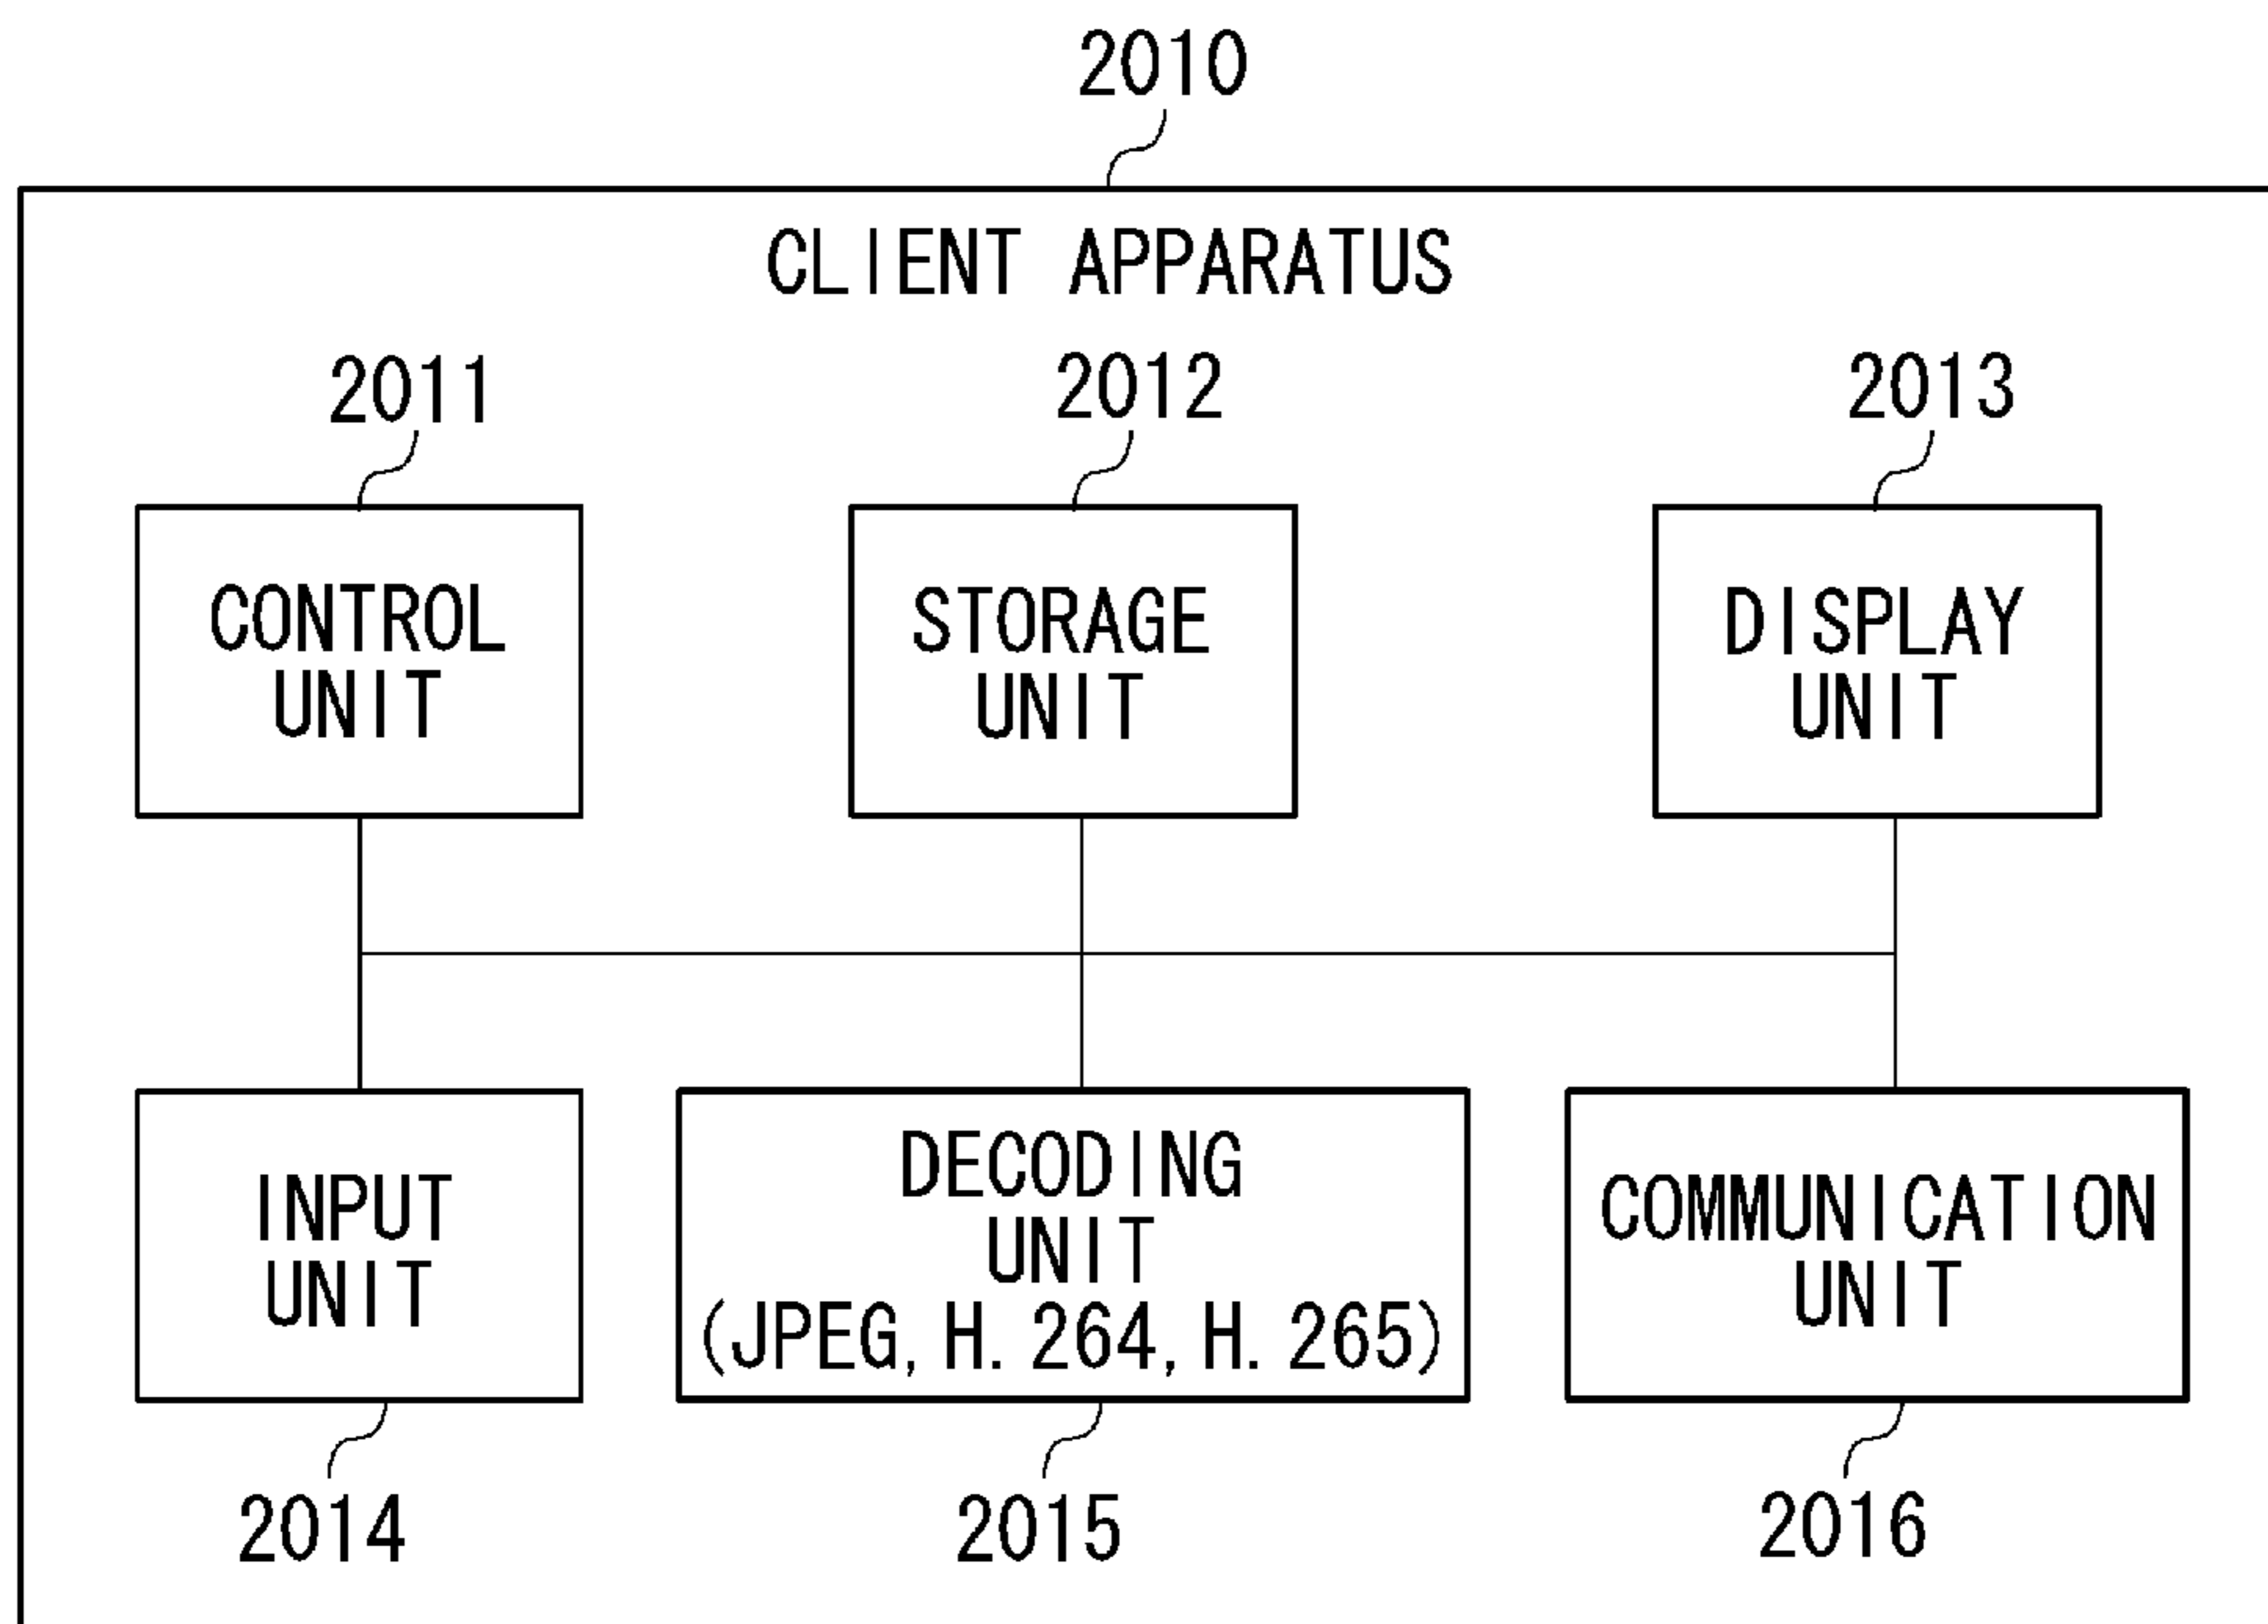 2010
CLIENT APPARATUS
2011
2012
2013
CONTROL
UNIT
STORAGE
UNIT
DISPLAY
UNIT
INPUT
UNIT
DECODING
UNIT
(JPEG, H. 264, H. 265)
COMMUNICATION
UNIT
2014
2015
2016